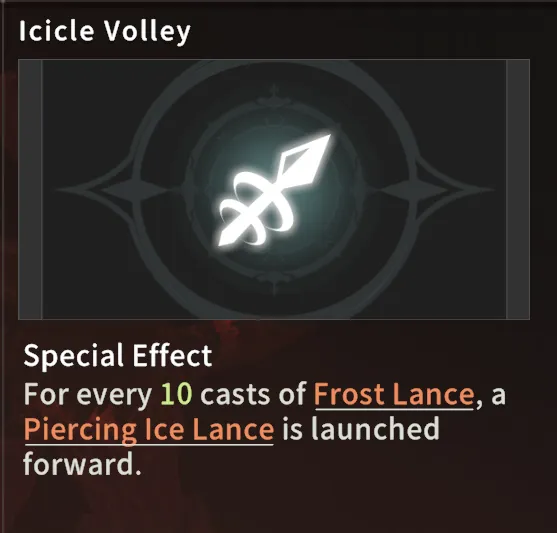 Icicle Volley
Special Effect
For every 10 casts of Frost Lance, a
Piercing Ice Lance is launched
forward.